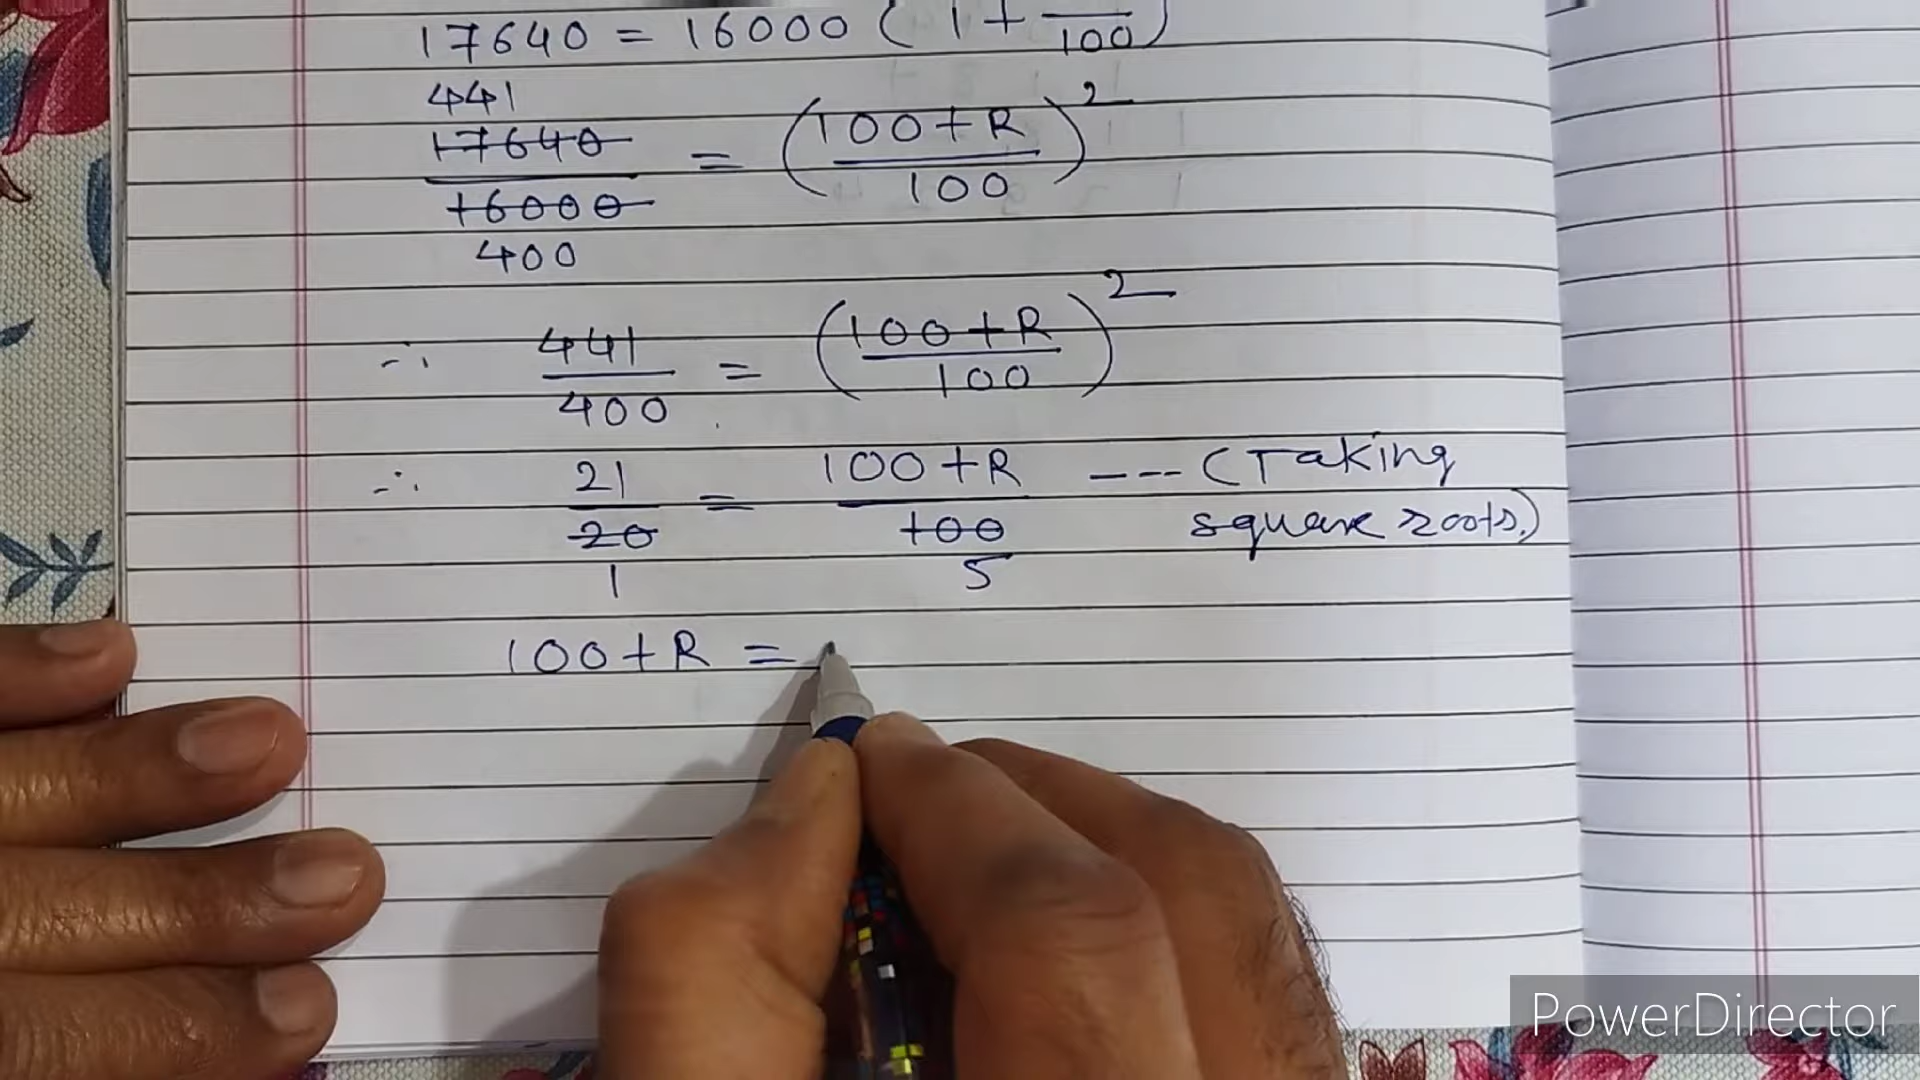 17640 = 16000 ( 1 + —/100 )
441
17640/16000 = ( 100 + R / 100 )²
400
∴ 441/400 = ( 100 + R / 100 )²
∴ 21/20 = 100 + R / 100 --- ( Taking
square roots.)
1 5
100 + R =
PowerDirector